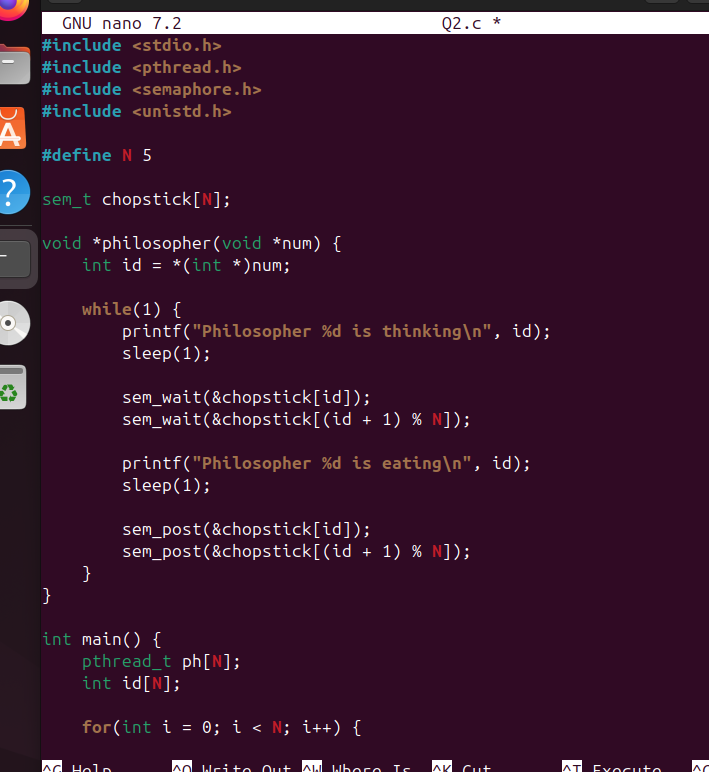 GNU nano 7.2 Q2.c *
#include <stdio.h>
#include <pthread.h>
#include <semaphore.h>
#include <unistd.h>
#define N 5
sem_t chopstick[N];
void *philosopher(void *num) {
    int id = *(int *)num;
    while(1) {
        printf("Philosopher %d is thinking\n", id);
        sleep(1);
        sem_wait(&chopstick[id]);
        sem_wait(&chopstick[(id + 1) % N]);
        printf("Philosopher %d is eating\n", id);
        sleep(1);
        sem_post(&chopstick[id]);
        sem_post(&chopstick[(id + 1) % N]);
    }
}
int main() {
    pthread_t ph[N];
    int id[N];
    for(int i = 0; i < N; i++) {
^G Help ^O Write Out ^W Where Is ^K Cut ^T Execute ^C